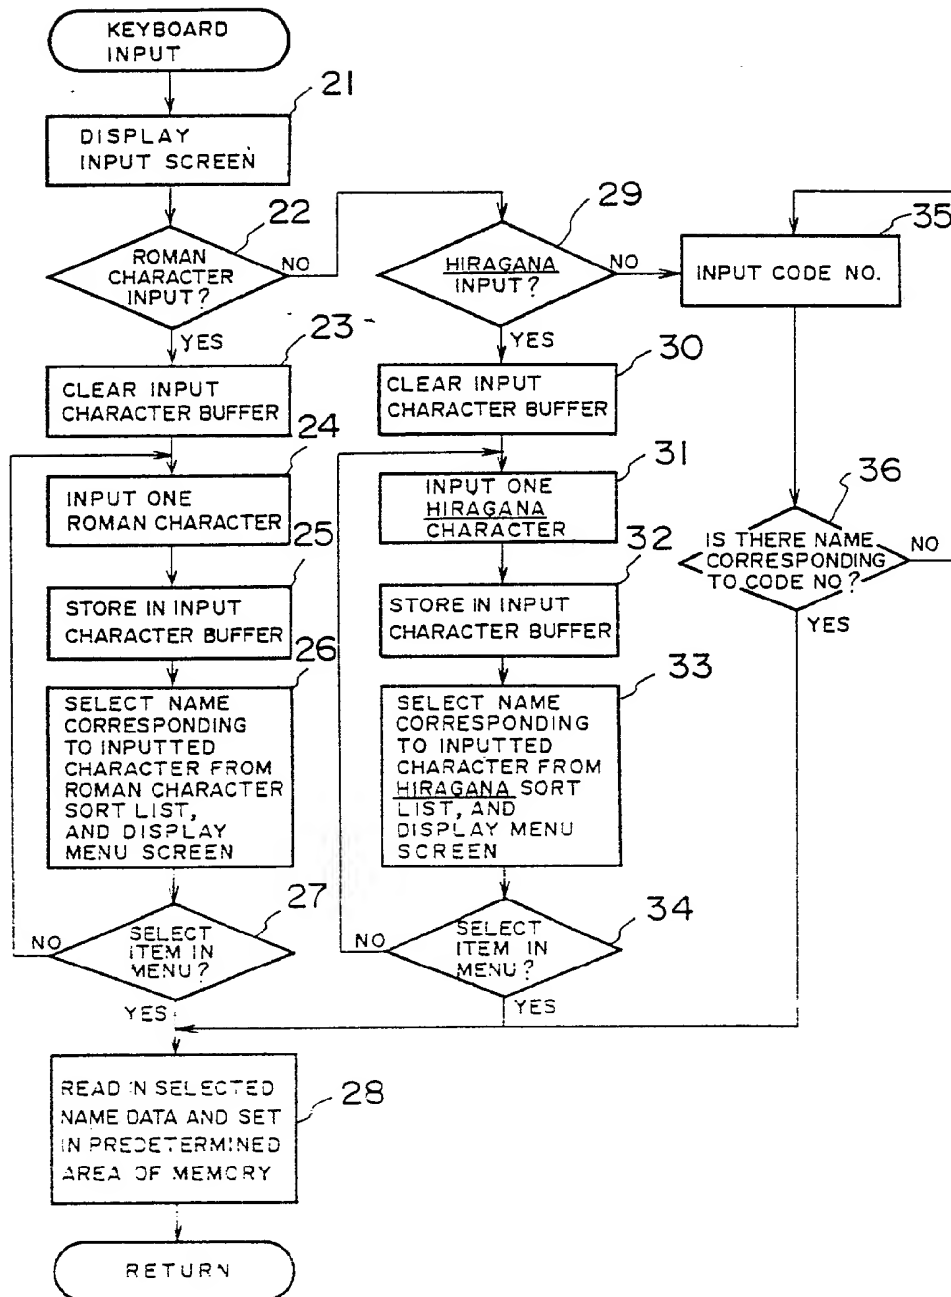 KEYBOARD
INPUT
21
DISPLAY
INPUT SCREEN
22
ROMAN
CHARACTER
INPUT?
NO
YES
23
CLEAR INPUT
CHARACTER BUFFER
24
INPUT ONE
ROMAN CHARACTER
25
STORE IN INPUT
CHARACTER BUFFER
26
SELECT NAME
CORRESPONDING
TO INPUTTED
CHARACTER FROM
ROMAN CHARACTER
SORT LIST,
AND DISPLAY
MENU SCREEN
27
NO
SELECT
ITEM IN
MENU?
YES
READ IN SELECTED
NAME DATA AND SET
IN PREDETERMINED
AREA OF MEMORY
28
RETURN
29
HIRAGANA
INPUT?
NO
YES
30
CLEAR INPUT
CHARACTER BUFFER
31
INPUT ONE
HIRAGANA
CHARACTER
32
STORE IN INPUT
CHARACTER BUFFER
33
SELECT NAME
CORRESPONDING
TO INPUTTED
CHARACTER FROM
HIRAGANA SORT
LIST, AND
DISPLAY MENU
SCREEN
34
NO
SELECT
ITEM IN
MENU?
YES
35
INPUT CODE NO.
36
IS THERE NAME
CORRESPONDING
TO CODE NO?
NO
YES